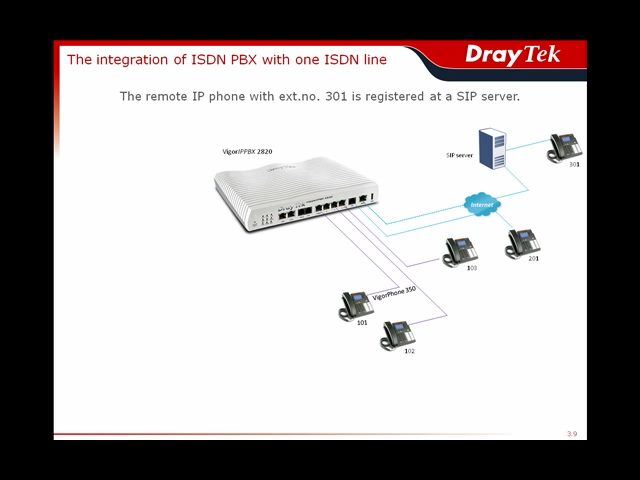 The integration of ISDN PBX with one ISDN line
DrayTek
The remote IP phone with ext.no. 301 is registered at a SIP server.
VigorIPPBX 2820
SIP server
301
Internet
201
103
VigorPhone 350
101
102
3.9